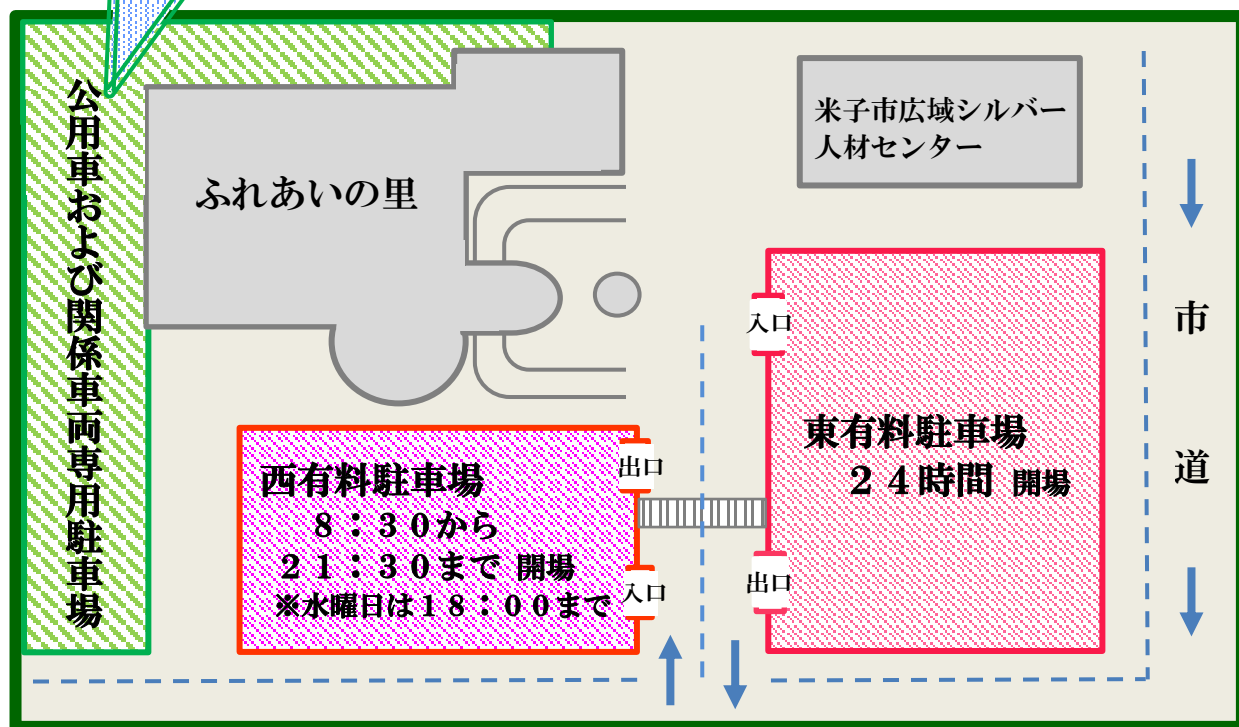 公用車および関係車両専用駐車場
ふれあいの里
米子市広域シルバー
人材センター
市道
入口
東有料駐車場
２４時間 開場
出口
西有料駐車場
８：３０から
２１：３０まで 開場
※水曜日は１８：００まで
出口
入口